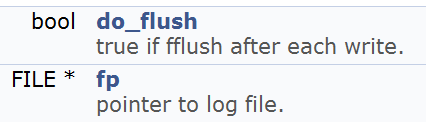 bool do_flush
true if fflush after each write.
FILE * fp
pointer to log file.